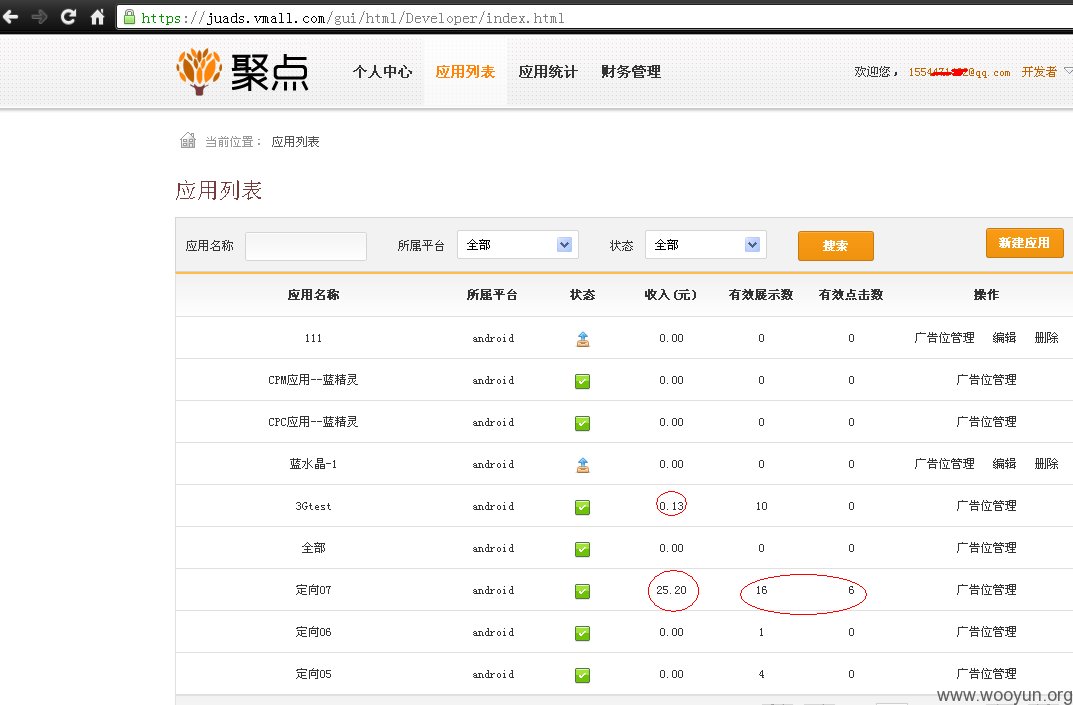 https://juads.vmall.com/gui/html/Developer/index.html
聚点 个人中心 应用列表 应用统计 财务管理 欢迎您， @qq.com 开发者
当前位置： 应用列表
应用列表
应用名称 所属平台 全部 状态 全部 搜索 新建应用
应用名称 所属平台 状态 收入(元) 有效展示数 有效点击数 操作
111 android 0.00 0 0 广告位管理 编辑 删除
CPM应用--蓝精灵 android 0.00 0 0 广告位管理
CPC应用--蓝精灵 android 0.00 0 0 广告位管理
蓝水晶-1 android 0.00 0 0 广告位管理 编辑 删除
3Gtest android 0.13 10 0 广告位管理
全部 android 0.00 0 0 广告位管理
定向07 android 25.20 16 6 广告位管理
定向06 android 0.00 1 0 广告位管理
定向05 android 0.00 4 0 广告位管理
www.wooyun.org